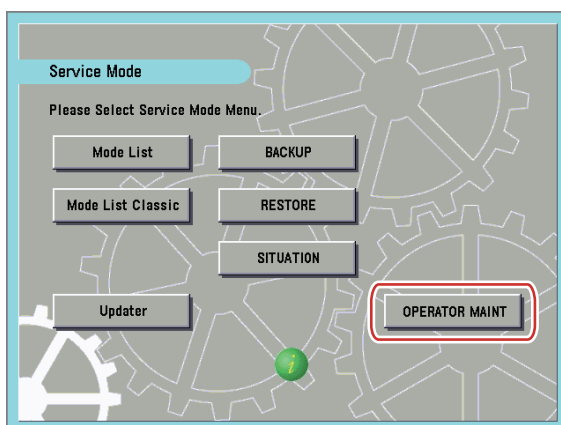 Service Mode
Please Select Service Mode Menu.
Mode List
BACKUP
Mode List Classic
RESTORE
SITUATION
Updater
OPERATOR MAINT
i